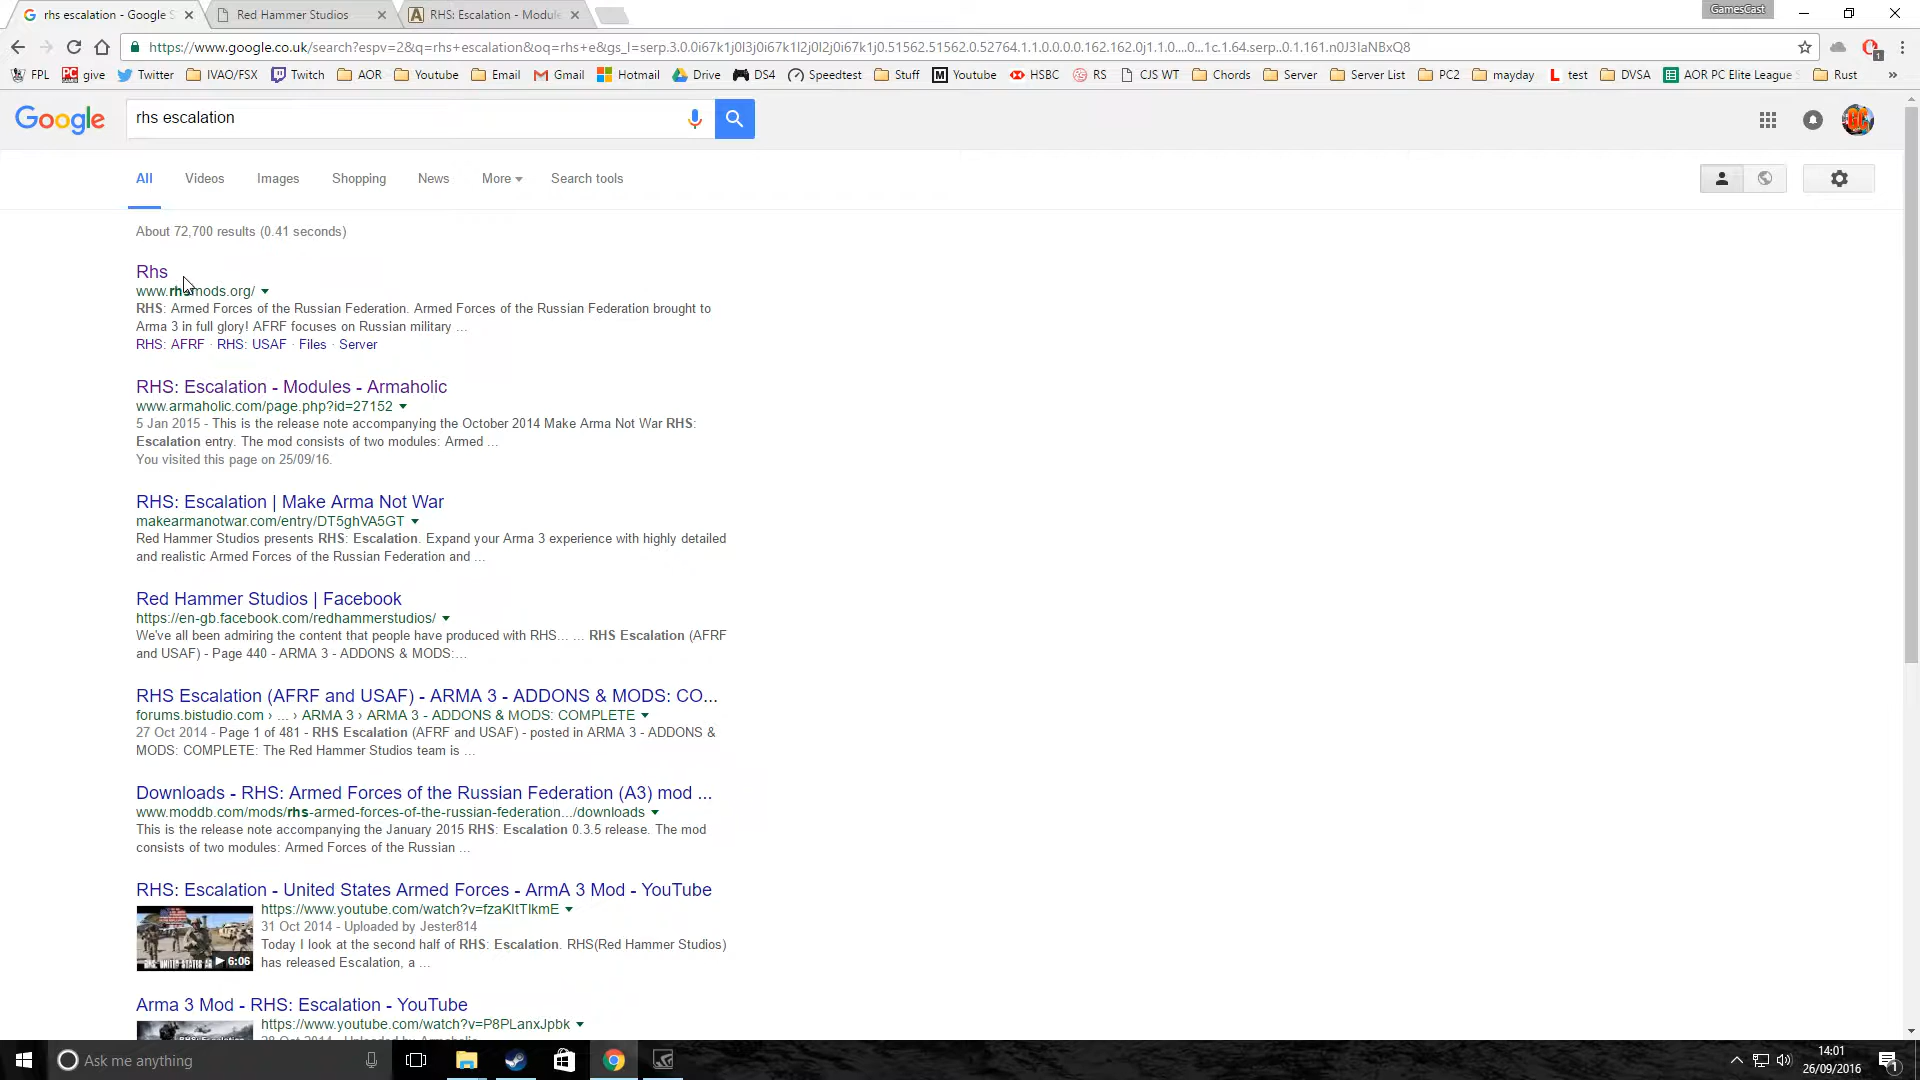 rhs escalation - Google S
Red Hammer Studios
RHS: Escalation - Module
GamesCast
https://www.google.co.uk/search?espv=2&q=rhs+escalation&oq=rhs+e&gs_l=serp.3.0.0i67k1j0l3j0i67k1l2j0l2j0i67k1j0.51562.51562.0.52764.1.1.0.0.0.0.162.162.0j1.1.0....0...1c.1.64.serp..0.1.161.n0J3IaNBxQ8
FPL give Twitter IVAO/FSX Twitch AOR Youtube Email Gmail Hotmail Drive DS4 Speedtest Stuff Youtube HSBC RS CJS WT Chords Server Server List PC2 mayday test DVSA AOR PC Elite League Rust
Google
rhs escalation
All Videos Images Shopping News More Search tools
About 72,700 results (0.41 seconds)
Rhs
www.rhsmods.org/
RHS: Armed Forces of the Russian Federation. Armed Forces of the Russian Federation brought to
Arma 3 in full glory! AFRF focuses on Russian military ...
RHS: AFRF · RHS: USAF · Files · Server
RHS: Escalation - Modules - Armaholic
www.armaholic.com/page.php?id=27152
5 Jan 2015 - This is the release note accompanying the October 2014 Make Arma Not War RHS:
Escalation entry. The mod consists of two modules: Armed ...
You visited this page on 25/09/16.
RHS: Escalation | Make Arma Not War
makearmanotwar.com/entry/DT5ghVA5GT
Red Hammer Studios presents RHS: Escalation. Expand your Arma 3 experience with highly detailed
and realistic Armed Forces of the Russian Federation and ...
Red Hammer Studios | Facebook
https://en-gb.facebook.com/redhammerstudios/
We've all been admiring the content that people have produced with RHS... ... RHS Escalation (AFRF
and USAF) - Page 440 - ARMA 3 - ADDONS & MODS:...
RHS Escalation (AFRF and USAF) - ARMA 3 - ADDONS & MODS: CO...
forums.bistudio.com › ... › ARMA 3 › ARMA 3 - ADDONS & MODS: COMPLETE
27 Oct 2014 - Page 1 of 481 - RHS Escalation (AFRF and USAF) - posted in ARMA 3 - ADDONS &
MODS: COMPLETE: The Red Hammer Studios team is ...
Downloads - RHS: Armed Forces of the Russian Federation (A3) mod ...
www.moddb.com/mods/rhs-armed-forces-of-the-russian-federation.../downloads
This is the release note accompanying the January 2015 RHS: Escalation 0.3.5 release. The mod
consists of two modules: Armed Forces of the Russian ...
RHS: Escalation - United States Armed Forces - ArmA 3 Mod - YouTube
https://www.youtube.com/watch?v=fzaKltTIkmE
31 Oct 2014 - Uploaded by Jester814
Today I look at the second half of RHS: Escalation. RHS(Red Hammer Studios)
has released Escalation, a ...
6:06
Arma 3 Mod - RHS: Escalation - YouTube
https://www.youtube.com/watch?v=P8PLanxJpbk
Ask me anything
14:01
26/09/2016